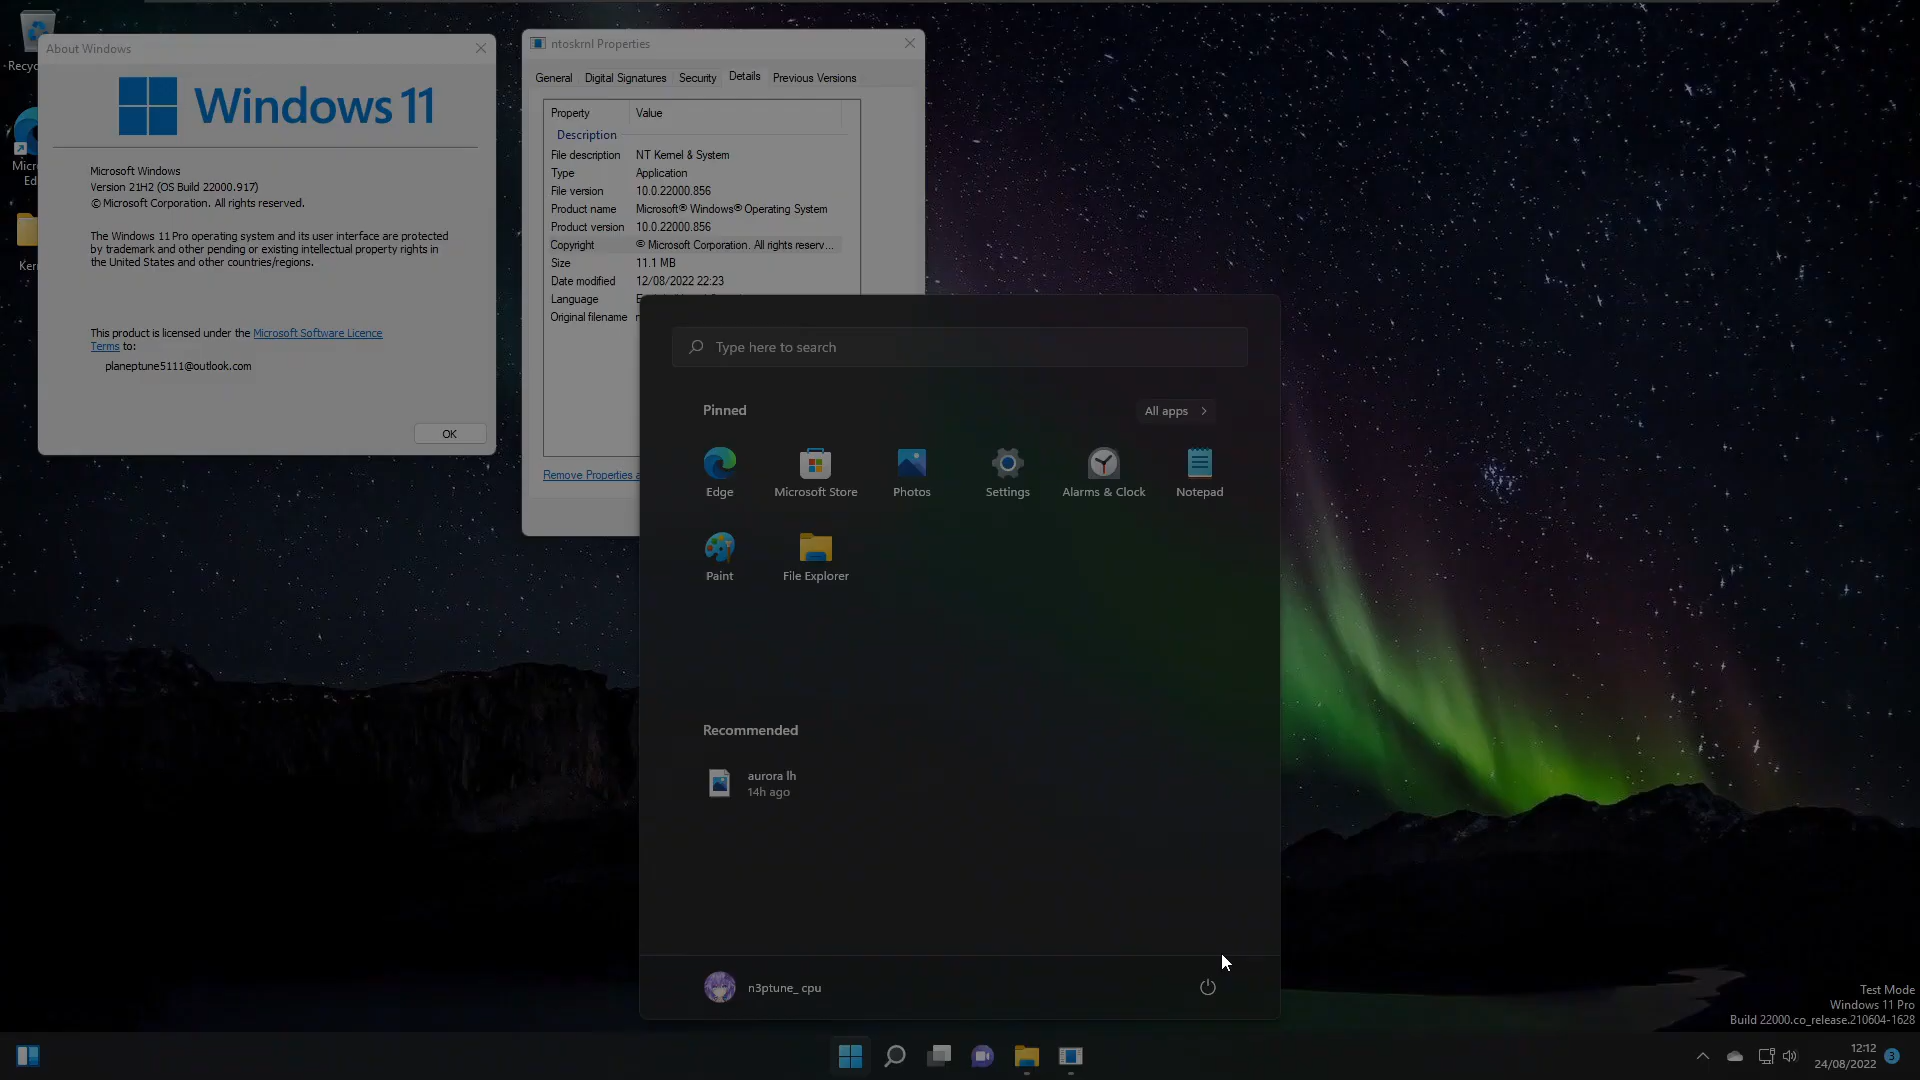 Recyc
Micro
Ed
Kern
About Windows
Windows 11
Microsoft Windows
Version 21H2 (OS Build 22000.917)
© Microsoft Corporation. All rights reserved.
The Windows 11 Pro operating system and its user interface are protected
by trademark and other pending or existing intellectual property rights in
the United States and other countries/regions.
This product is licensed under the Microsoft Software Licence
Terms to:
planeptune5111@outlook.com
OK
ntoskrnl Properties
General Digital Signatures Security Details Previous Versions
Property Value
Description
File description NT Kernel & System
Type Application
File version 10.0.22000.856
Product name Microsoft® Windows® Operating System
Product version 10.0.22000.856
Copyright © Microsoft Corporation. All rights reserv...
Size 11.1 MB
Date modified 12/08/2022 22:23
Language
Original filename
Remove Properties a
Type here to search
Pinned
All apps
Edge
Microsoft Store
Photos
Settings
Alarms & Clock
Notepad
Paint
File Explorer
Recommended
aurora lh
14h ago
n3ptune_ cpu
Test Mode
Windows 11 Pro
Build 22000.co_release.210604-1628
12:12
24/08/2022
3